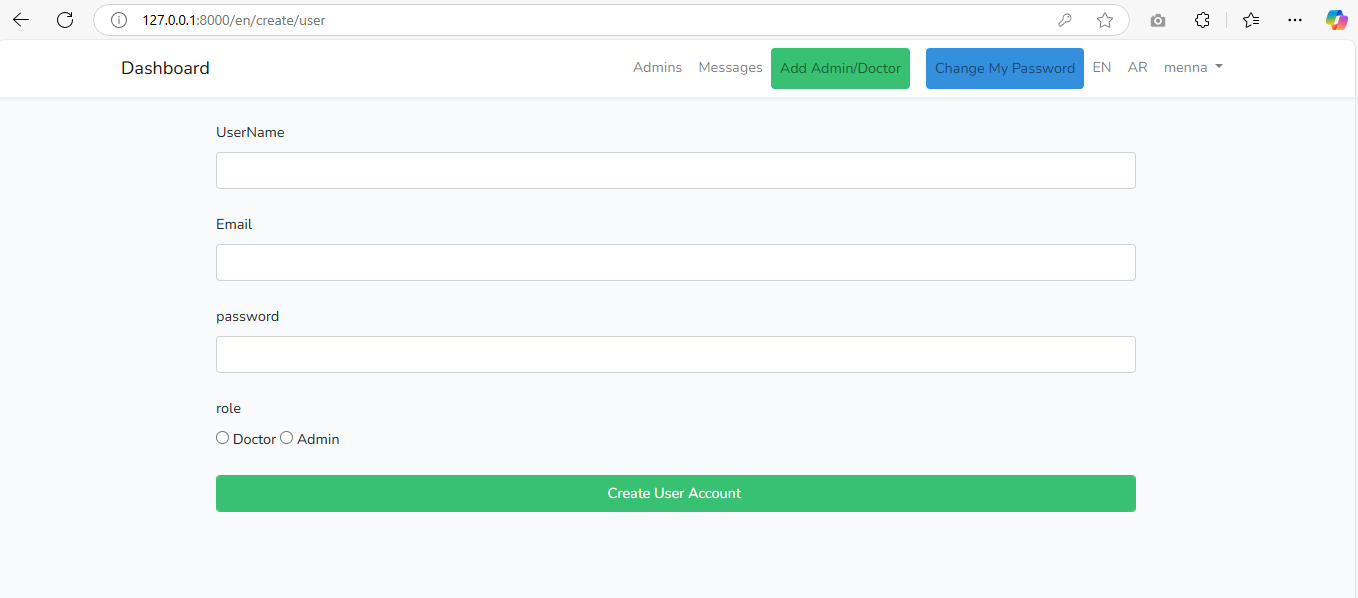 127.0.0.1:8000/en/create/user
Dashboard Admins Messages Add Admin/Doctor Change My Password EN AR menna
UserName
Email
password
role
Doctor Admin
Create User Account